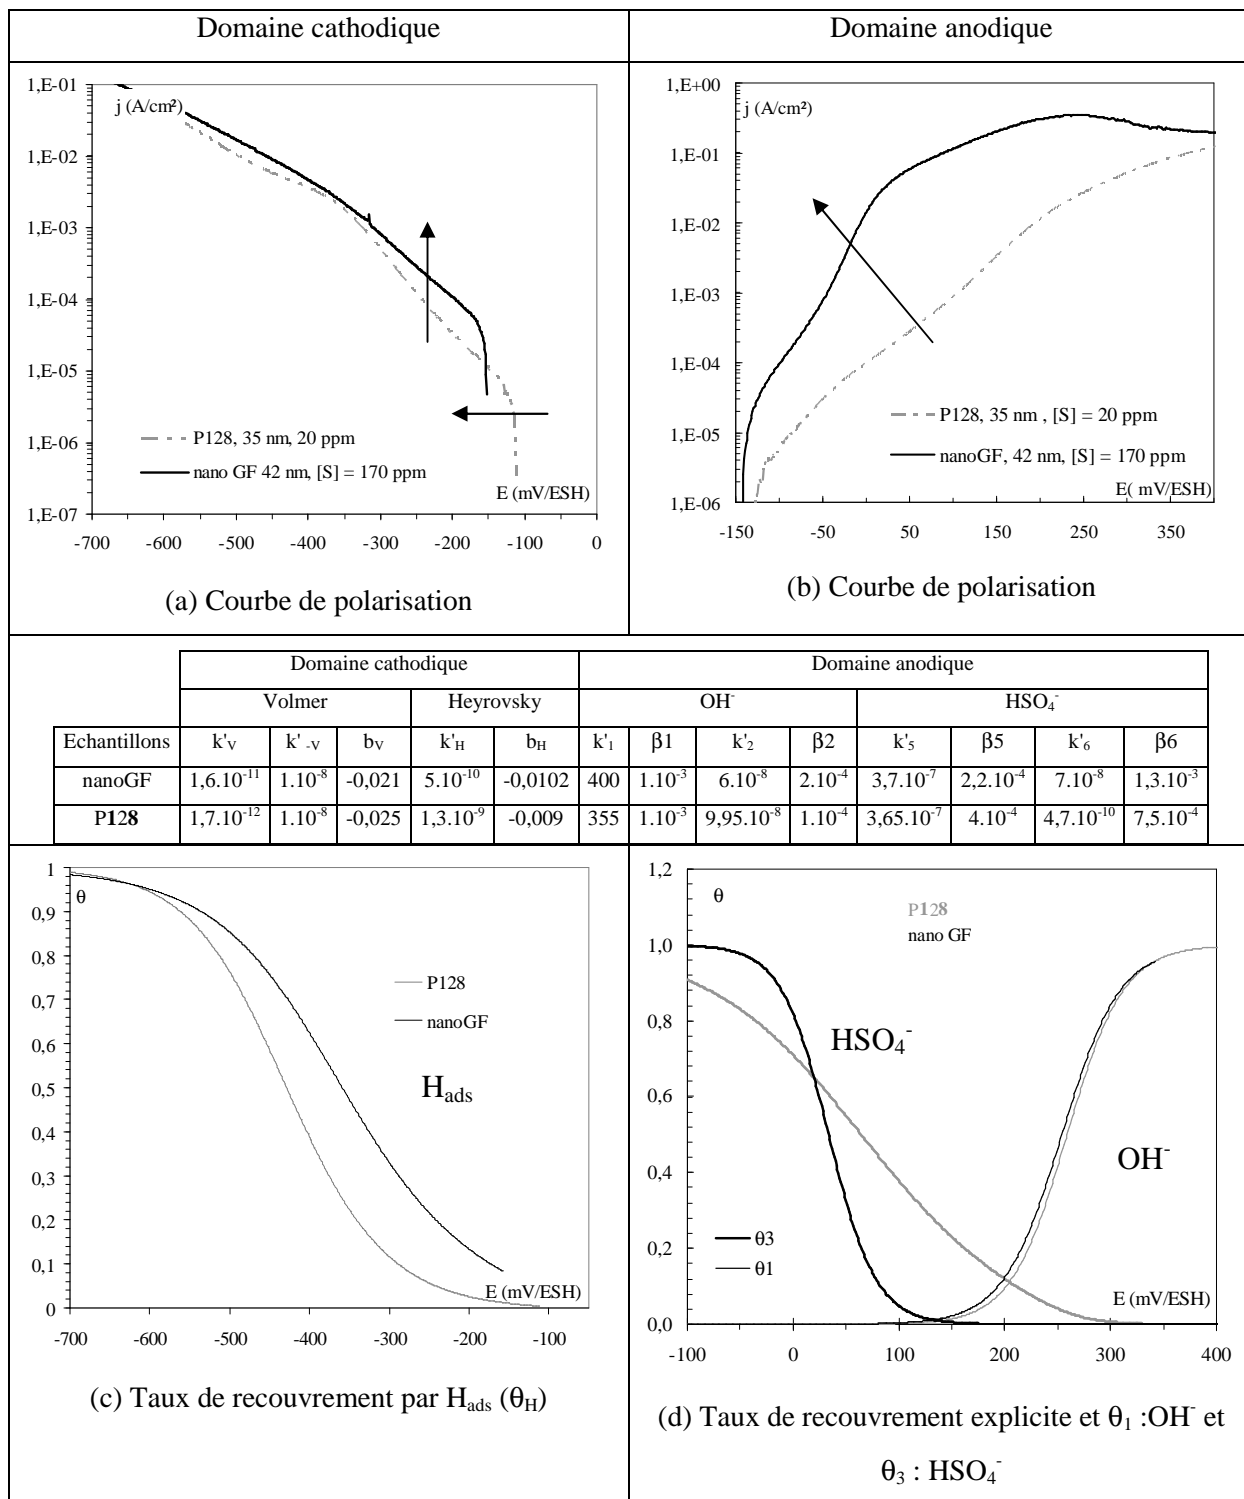 Domaine cathodique
Domaine anodique
1,E-01
1,E-02
1,E-03
1,E-04
1,E-05
1,E-06
1,E-07
j (A/cm²)
P128, 35 nm, 20 ppm
nano GF 42 nm, [S] = 170 ppm
E (mV/ESH)
-700 -600 -500 -400 -300 -200 -100 0
(a) Courbe de polarisation
1,E+00
1,E-01
1,E-02
1,E-03
1,E-04
1,E-05
1,E-06
j (A/cm²)
P128, 35 nm , [S] = 20 ppm
nanoGF, 42 nm, [S] = 170 ppm
E( mV/ESH)
-150 -50 50 150 250 350
(b) Courbe de polarisation
Domaine cathodique Domaine anodique
Volmer Heyrovsky OH⁻ HSO₄⁻
Echantillons k'V k' -V bV k'H bH k'1 β1 k'2 β2 k'5 β5 k'6 β6
nanoGF 1,6.10⁻¹¹ 1.10⁻⁸ -0,021 5.10⁻¹⁰ -0,0102 400 1.10⁻³ 6.10⁻⁸ 2.10⁻⁴ 3,7.10⁻⁷ 2,2.10⁻⁴ 7.10⁻⁸ 1,3.10⁻³
P128 1,7.10⁻¹² 1.10⁻⁸ -0,025 1,3.10⁻⁹ -0,009 355 1.10⁻³ 9,95.10⁻⁸ 1.10⁻⁴ 3,65.10⁻⁷ 4.10⁻⁴ 4,7.10⁻¹⁰ 7,5.10⁻⁴
1
0,9
0,8
0,7
0,6
0,5
0,4
0,3
0,2
0,1
0
θ
P128
nanoGF
Hads
E (mV/ESH)
-700 -600 -500 -400 -300 -200 -100
(c) Taux de recouvrement par Hads (θH)
1,2
1,0
0,8
0,6
0,4
0,2
0,0
θ
P128
nano GF
HSO₄⁻
OH⁻
θ3
θ1
E (mV/ESH)
-100 0 100 200 300 400
(d) Taux de recouvrement explicite et θ₁ :OH⁻ et
θ₃ : HSO₄⁻